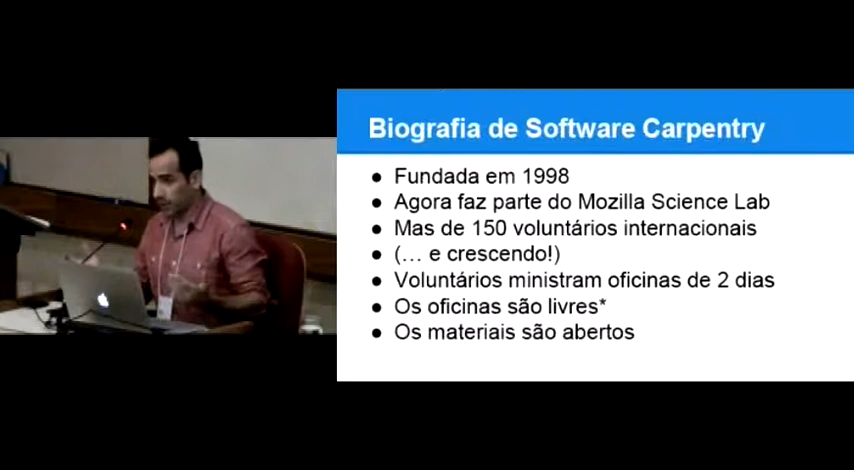 Biografia de Software Carpentry
● Fundada em 1998
● Agora faz parte do Mozilla Science Lab
● Mas de 150 voluntários internacionais
● (… e crescendo!)
● Voluntários ministram oficinas de 2 dias
● Os oficinas são livres*
● Os materiais são abertos